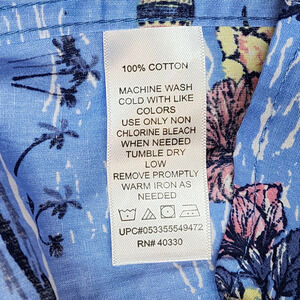 100% COTTON
MACHINE WASH
COLD WITH LIKE
COLORS
USE ONLY NON
CHLORINE BLEACH
WHEN NEEDED
TUMBLE DRY
LOW
REMOVE PROMPTLY
WARM IRON AS
NEEDED
UPC#053355549472
RN# 40330